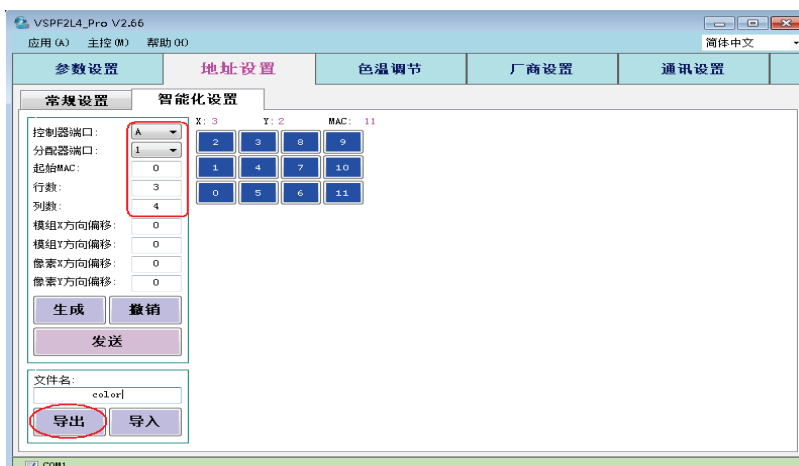 VSPF2L4_Pro V2.66
应用(A) 主控(M) 帮助(H) 简体中文
参数设置 地址设置 色温调节 厂商设置 通讯设置
常规设置 智能化设置
X: 3 Y: 2 MAC: 11
控制器端口: A
分配器端口: 1
起始MAC: 0
行数: 3
列数: 4
模组X方向偏移: 0
模组Y方向偏移: 0
像素X方向偏移: 0
像素Y方向偏移: 0
2 3 8 9
1 4 7 10
0 5 6 11
生成 撤销
发送
文件名:
color
导出 导入
COM1